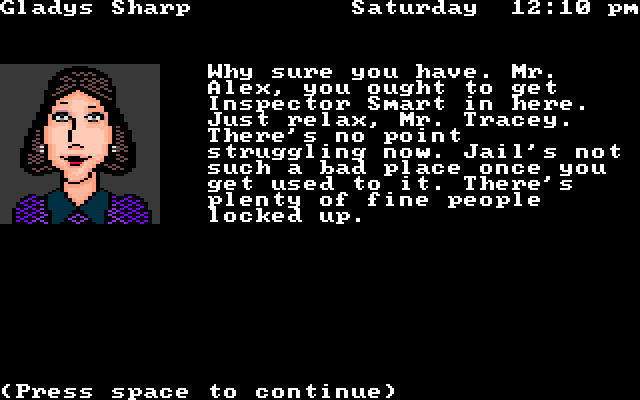 Gladys Sharp Saturday 12:10 pm
Why sure you have. Mr.
Alex, you ought to get
Inspector Smart in here.
Just relax, Mr. Tracey.
There's no point
struggling now. Jail's not
such a bad place once you
get used to it. There's
plenty of fine people
locked up.
(Press space to continue)